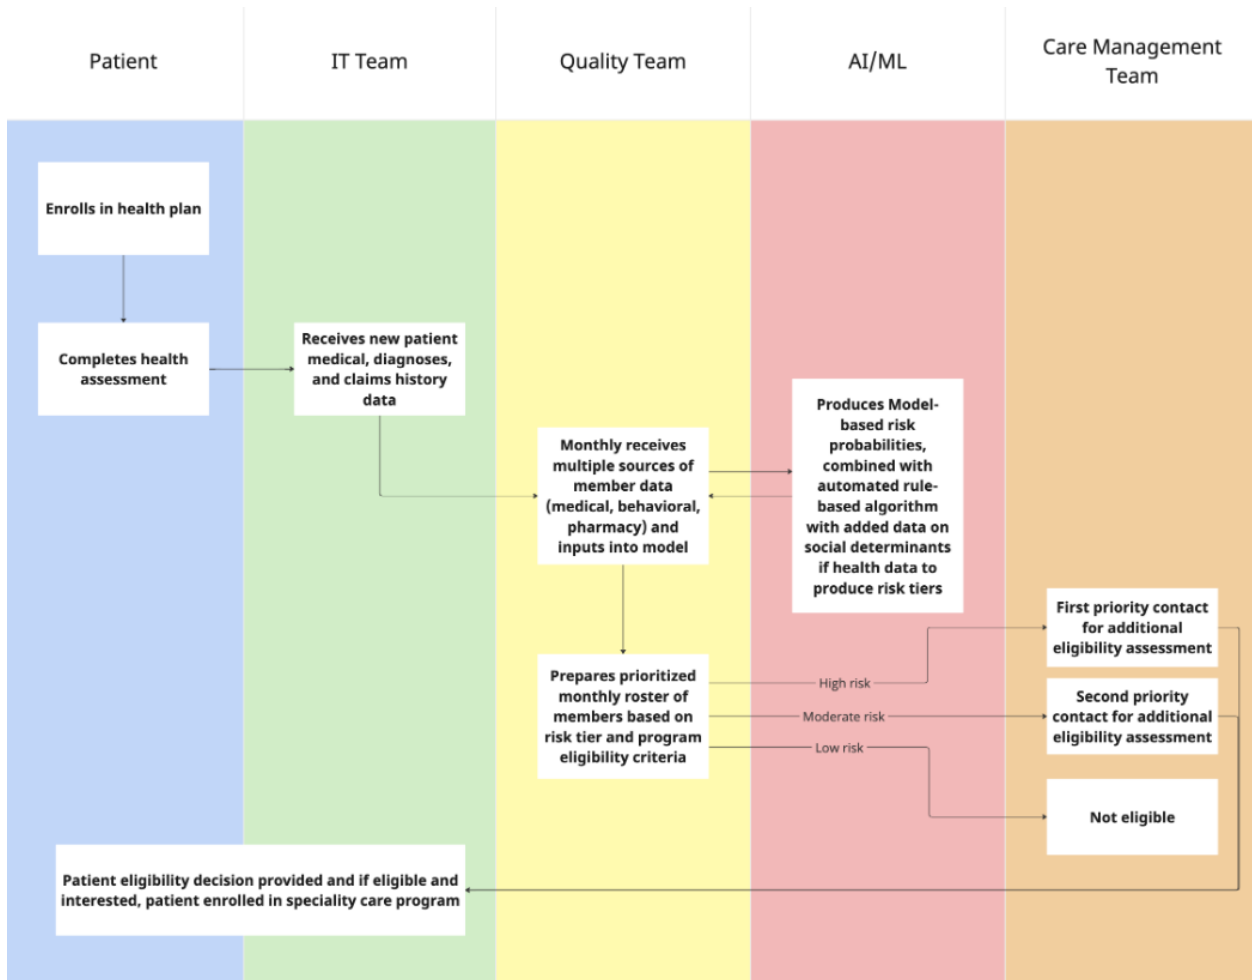 Patient
IT Team
Quality Team
AI/ML
Care Management
Team
Enrolls in health plan
Completes health
assessment
Receives new patient
medical, diagnoses,
and claims history
data
Monthly receives
multiple sources of
member data
(medical, behavioral,
pharmacy) and
inputs into model
Produces Model-
based risk
probabilities,
combined with
automated rule-
based algorithm
with added data on
social determinants
if health data to
produce risk tiers
Prepares prioritized
monthly roster of
members based on
risk tier and program
eligibility criteria
High risk
Moderate risk
Low risk
First priority contact
for additional
eligibility assessment
Second priority
contact for additional
eligibility assessment
Not eligible
Patient eligibility decision provided and if eligible and
interested, patient enrolled in speciality care program